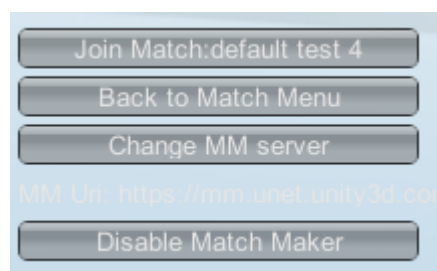 Join Match:default test 4
Back to Match Menu
Change MM server
MM Uri: https://mm.unet.unity3d.co
Disable Match Maker